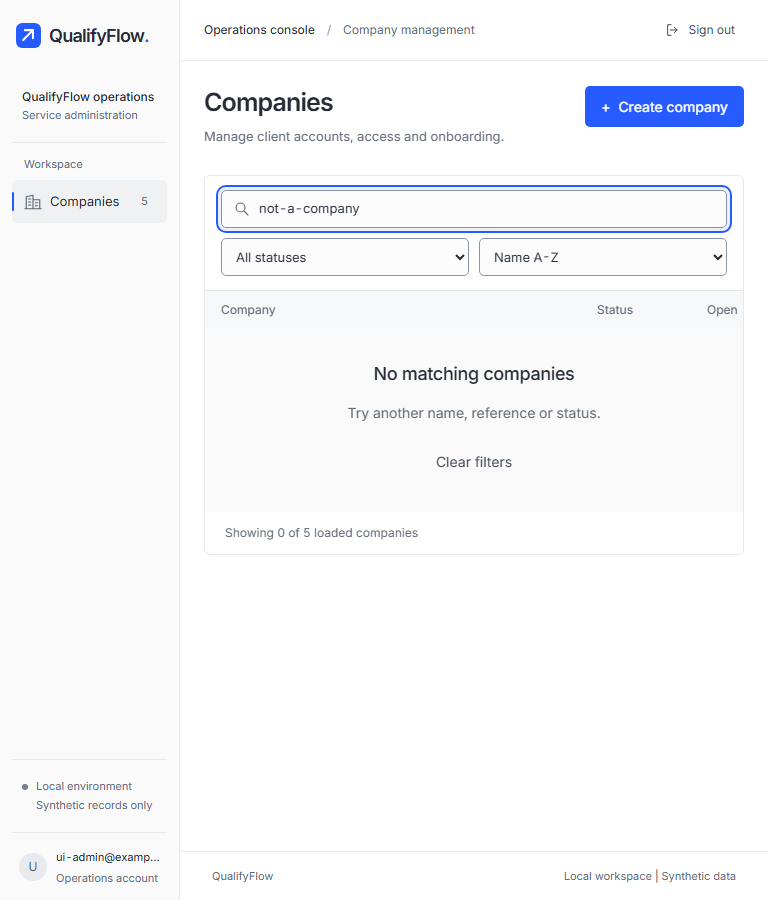 QualifyFlow.
QualifyFlow operations
Service administration
Workspace
Companies 5
Local environment
Synthetic records only
U
ui-admin@examp...
Operations account
Operations console / Company management
Sign out
Companies
Manage client accounts, access and onboarding.
+ Create company
not-a-company
All statuses
Name A-Z
Company Status Open
No matching companies
Try another name, reference or status.
Clear filters
Showing 0 of 5 loaded companies
QualifyFlow
Local workspace | Synthetic data